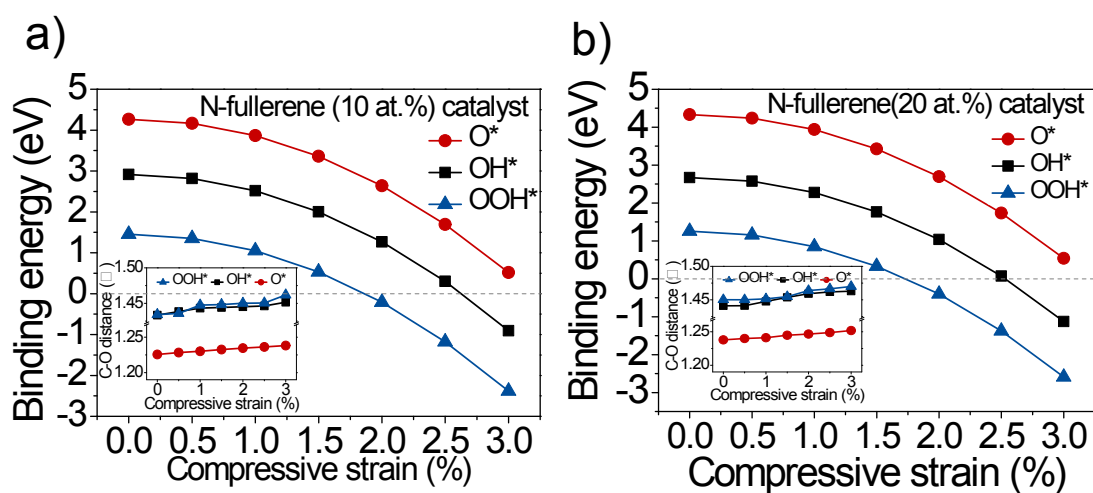 a)
N-fullerene (10 at.%) catalyst
O*
OH*
OOH*
Binding energy (eV)
5
4
3
2
1
0
-1
-2
-3
0.0 0.5 1.0 1.5 2.0 2.5 3.0
Compressive strain (%)
OOH* OH* O*
C-O distance (□)
1.50
1.45
1.25
1.20
0 1 2 3
Compressive strain (%)
b)
N-fullerene(20 at.%) catalyst
O*
OH*
OOH*
Binding energy (eV)
5
4
3
2
1
0
-1
-2
-3
0.0 0.5 1.0 1.5 2.0 2.5 3.0
Compressive strain (%)
OOH* OH* O*
C-O distance (□)
1.50
1.45
1.25
1.20
0 1 2 3
Compressive strain (%)